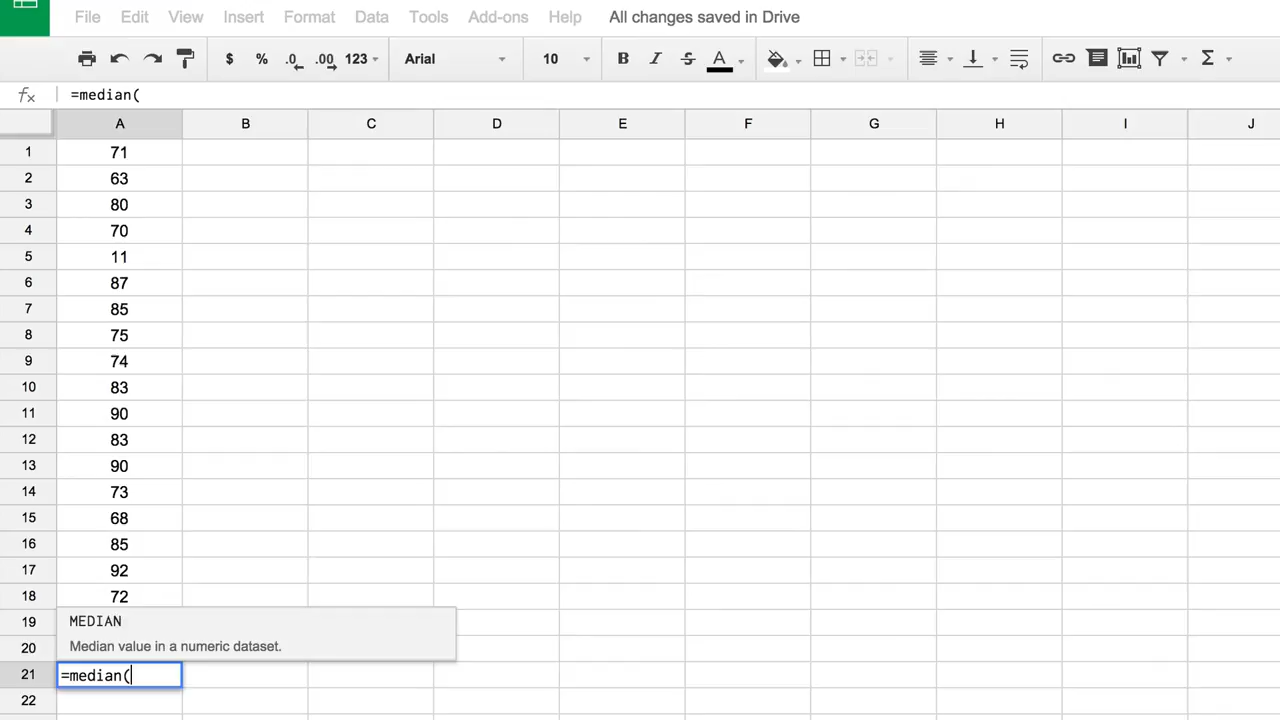 File Edit View Insert Format Data Tools Add-ons Help All changes saved in Drive
$ % .0 .00 123 Arial 10 B I S A Σ
fx =median(
A B C D E F G H I J
1 71
2 63
3 80
4 70
5 11
6 87
7 85
8 75
9 74
10 83
11 90
12 83
13 90
14 73
15 68
16 85
17 92
18 72
19 MEDIAN
20 Median value in a numeric dataset.
21 =median(
22